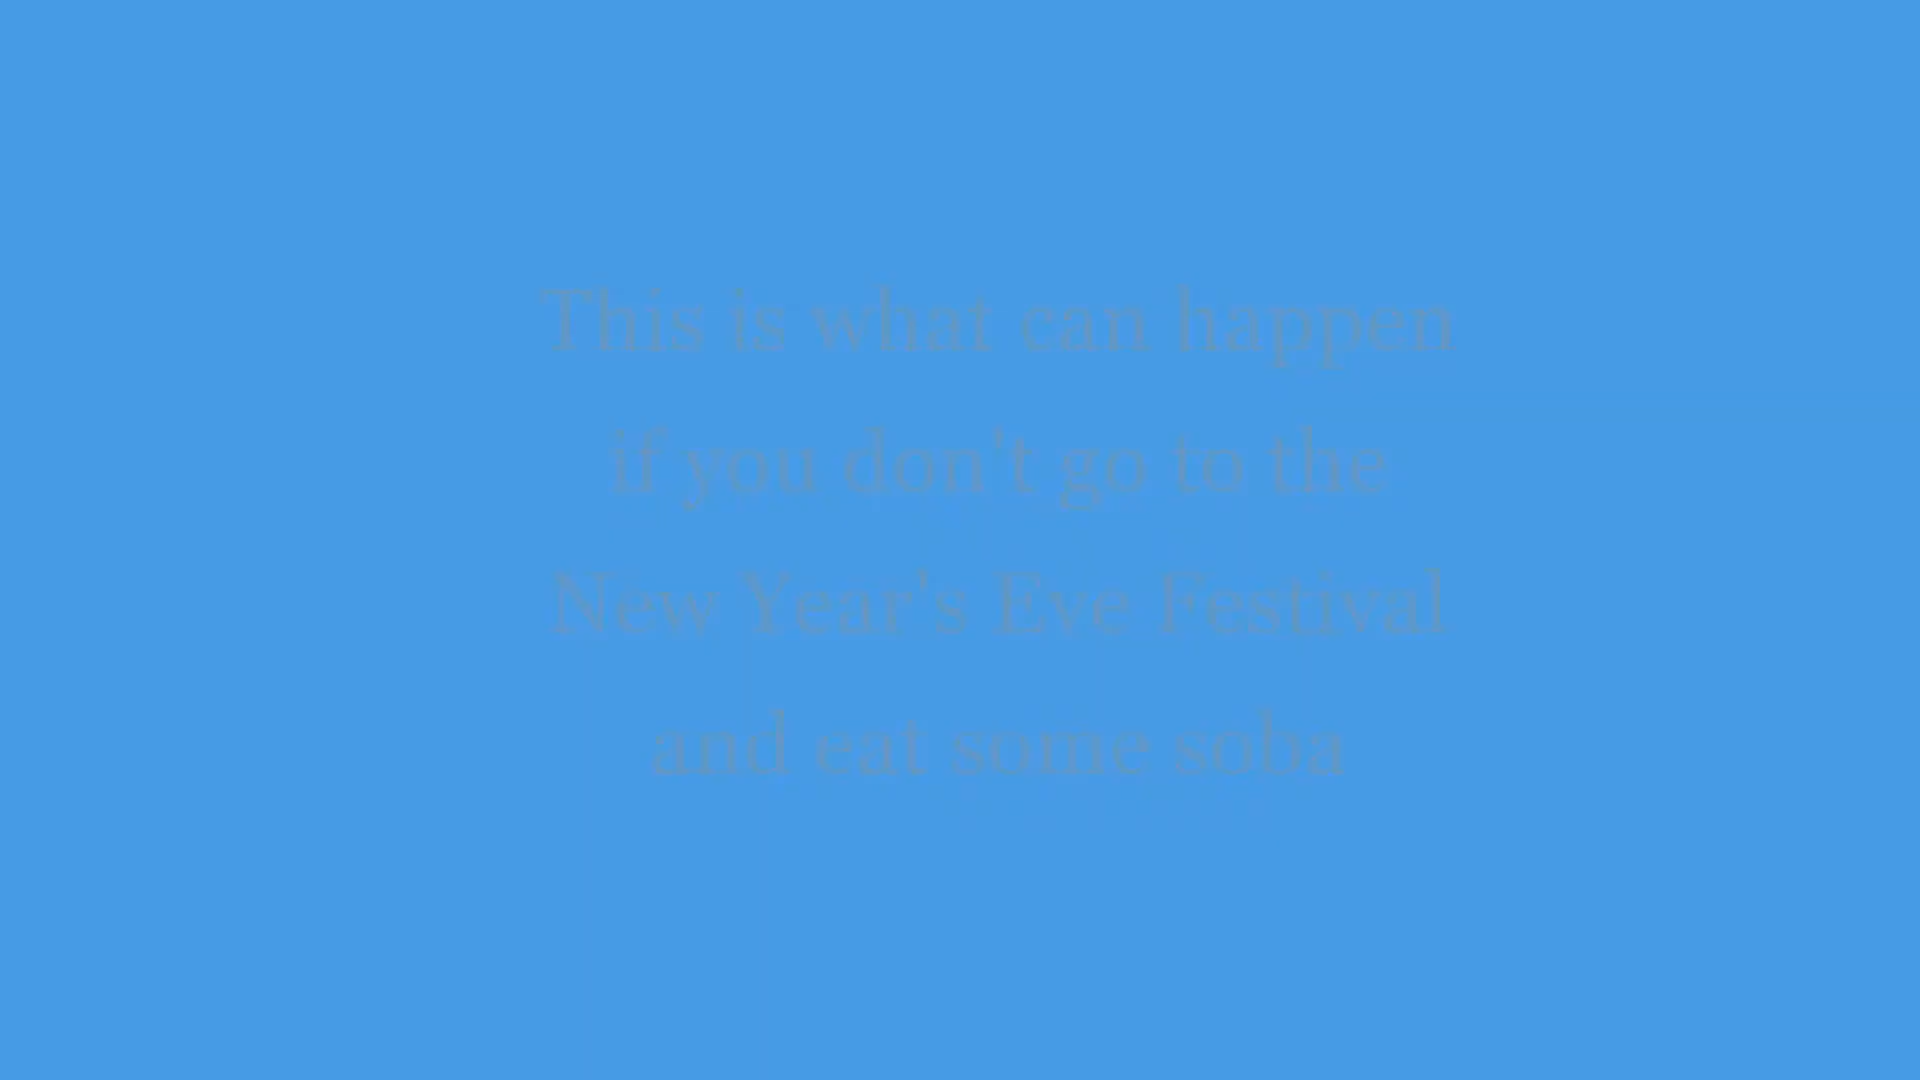 This is what can happen
if you don't go to the
New Year's Eve Festival
and eat some soba